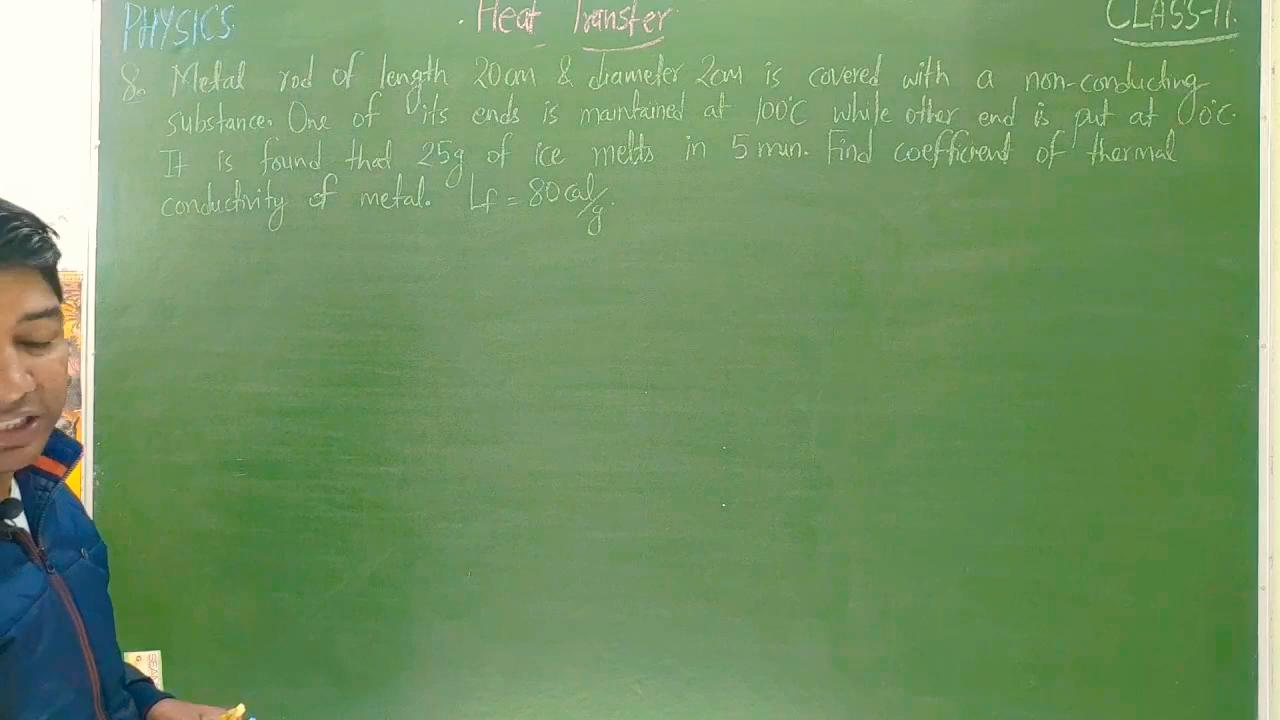 PHYSICS
Heat Transfer
CLASS-11.
8. Metal rod of length 20cm & diameter 2cm is covered with a non-conducting
substance. One of its ends is maintained at 100°C while other end is put at 0°C.
It is found that 25g of ice melts in 5 min. Find coefficient of thermal
conductivity of metal. Lf = 80 cal/g.